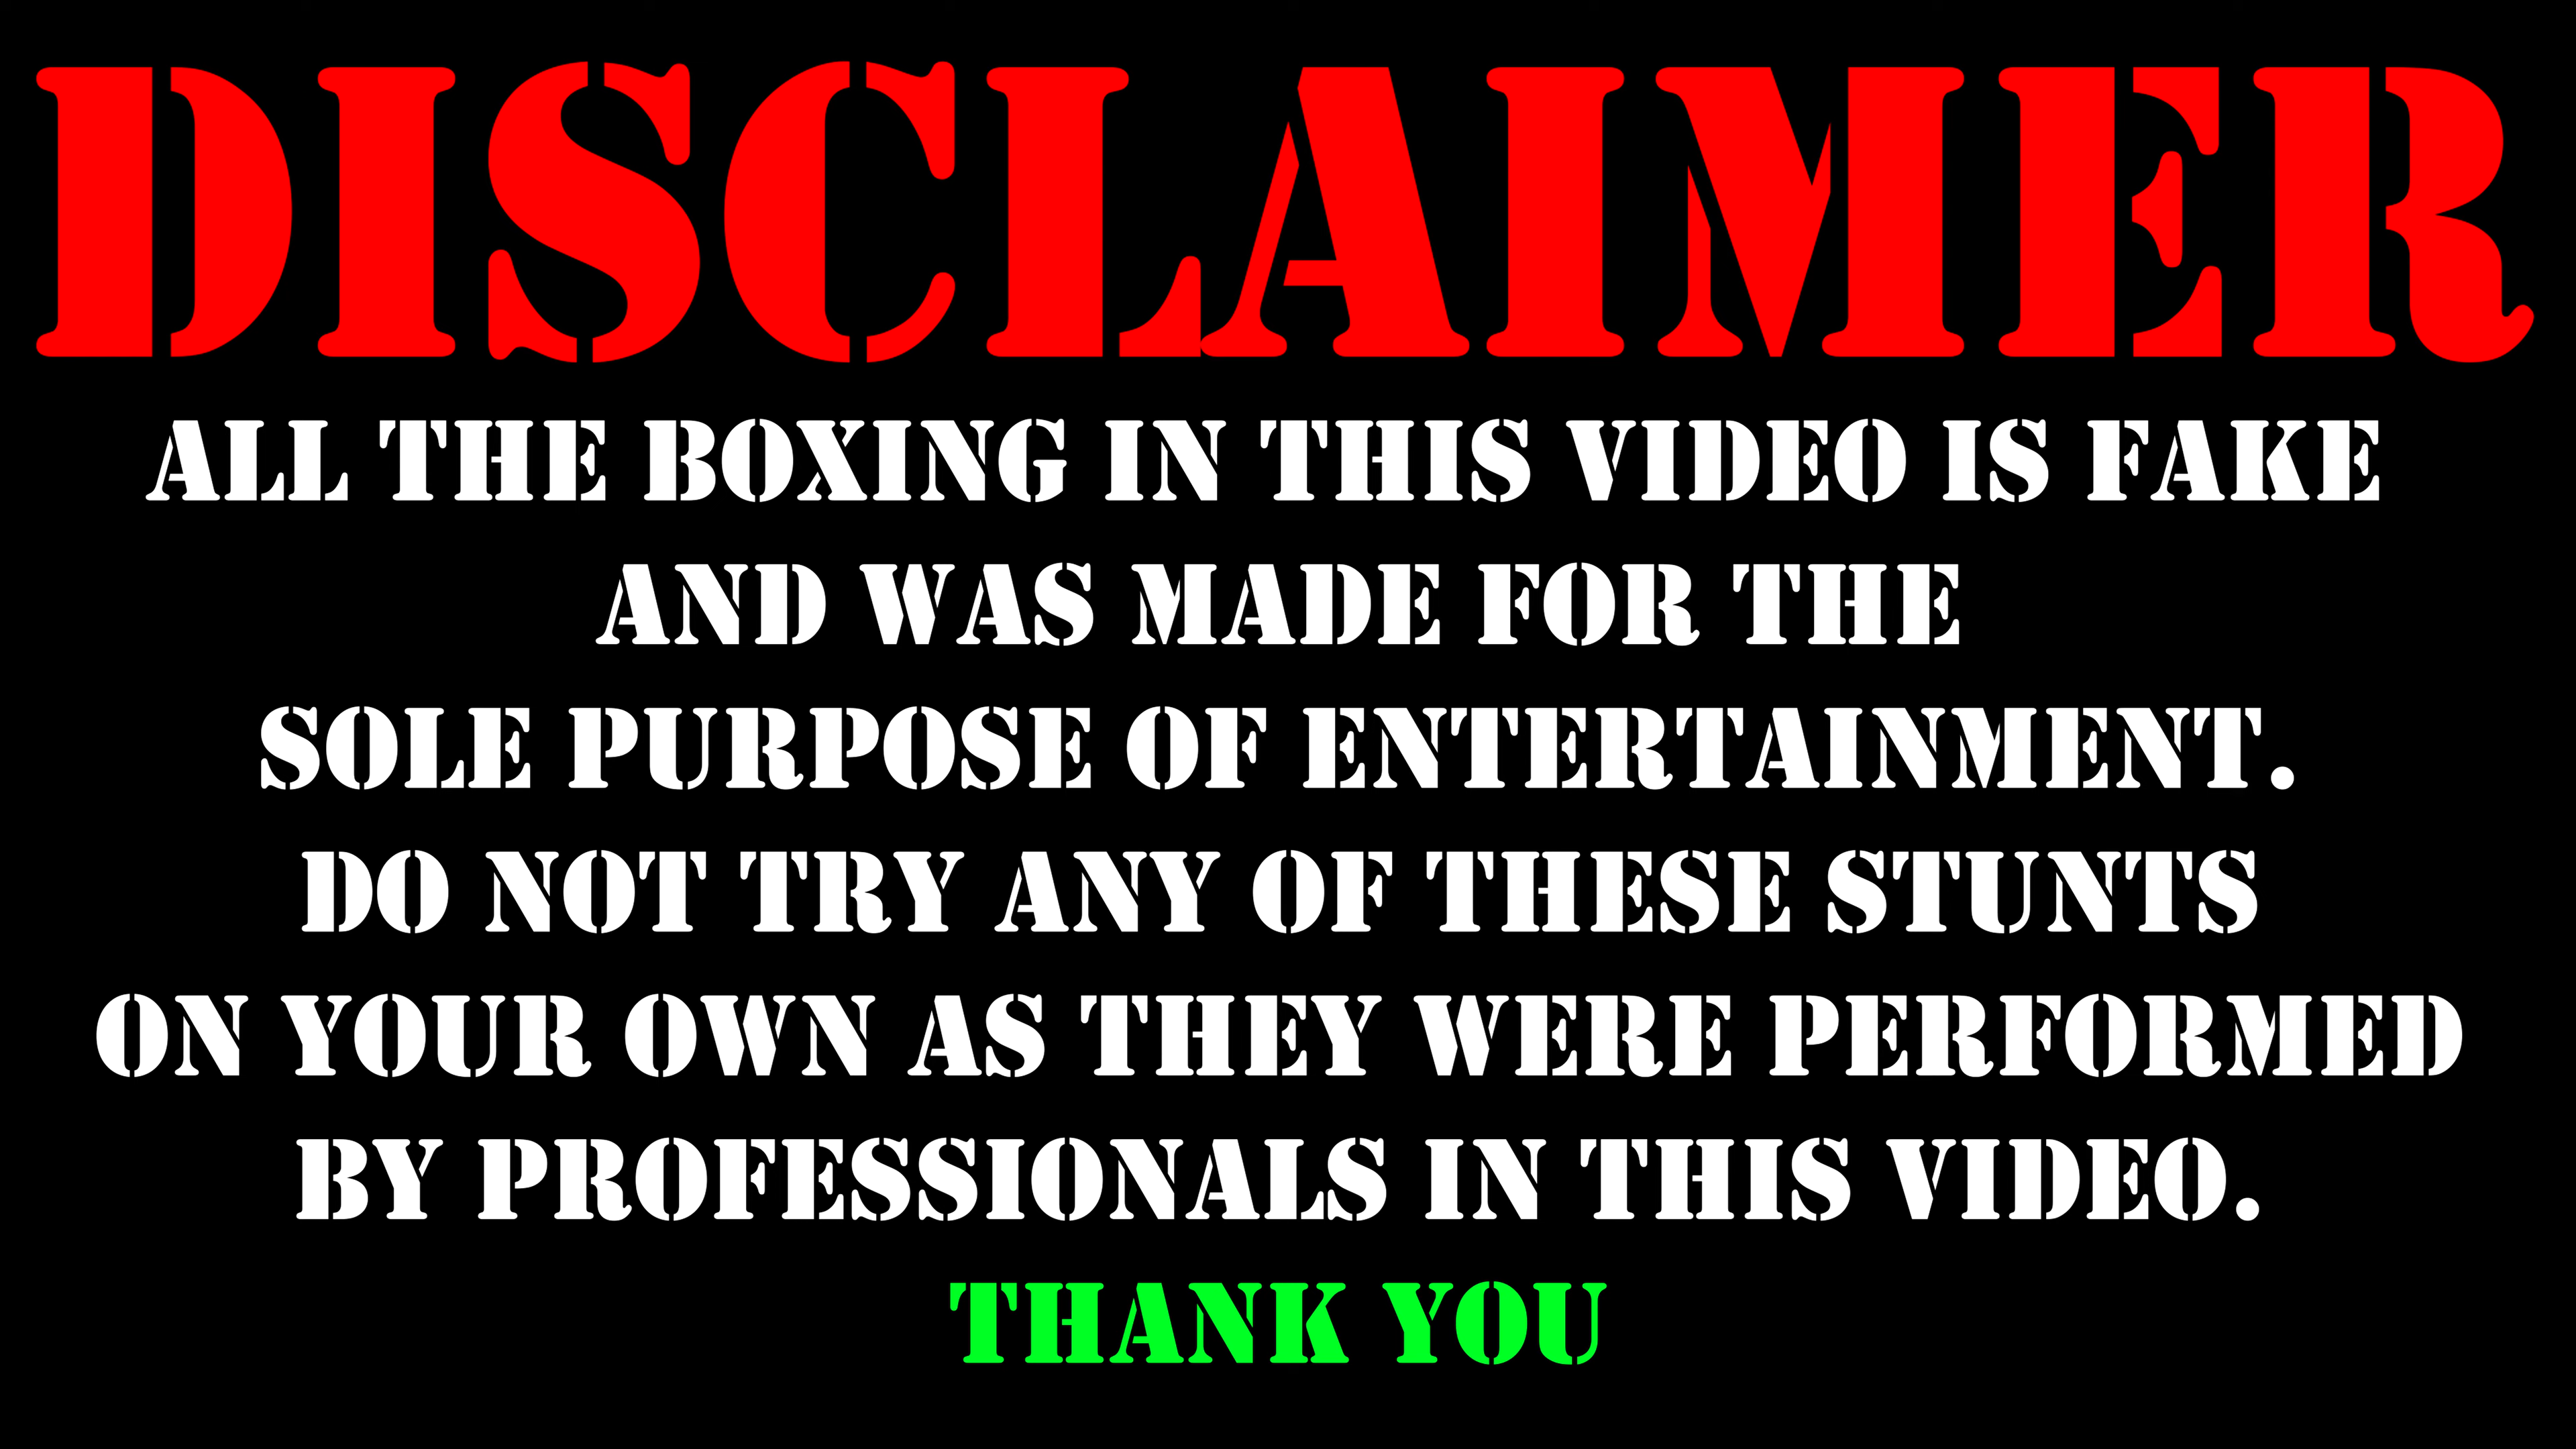 DISCLAIMER
ALL THE BOXING IN THIS VIDEO IS FAKE
AND WAS MADE FOR THE
SOLE PURPOSE OF ENTERTAINMENT.
DO NOT TRY ANY OF THESE STUNTS
ON YOUR OWN AS THEY WERE PERFORMED
BY PROFESSIONALS IN THIS VIDEO.
THANK YOU